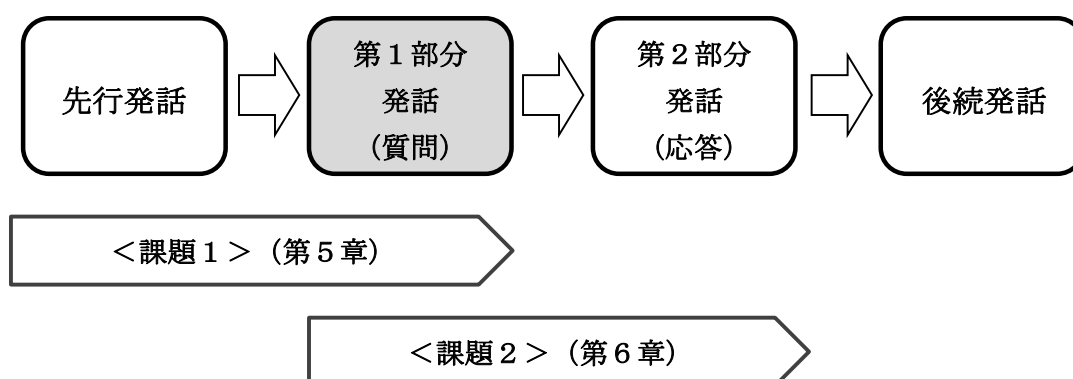 先行発話
第１部分
発話
（質問）
第２部分
発話
（応答）
後続発話
＜課題１＞（第５章）
＜課題２＞（第６章）